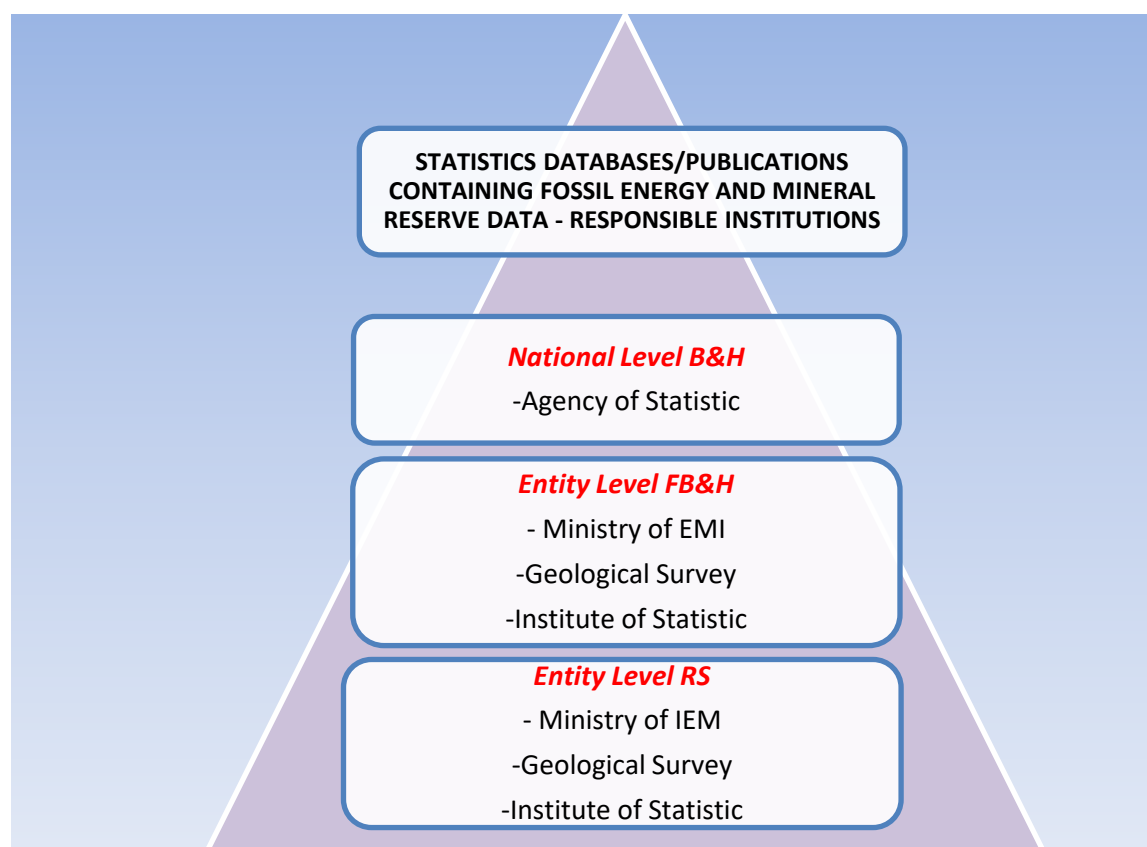 STATISTICS DATABASES/PUBLICATIONS
CONTAINING FOSSIL ENERGY AND MINERAL
RESERVE DATA - RESPONSIBLE INSTITUTIONS
National Level B&H
-Agency of Statistic
Entity Level FB&H
- Ministry of EMI
-Geological Survey
-Institute of Statistic
Entity Level RS
- Ministry of IEM
-Geological Survey
-Institute of Statistic